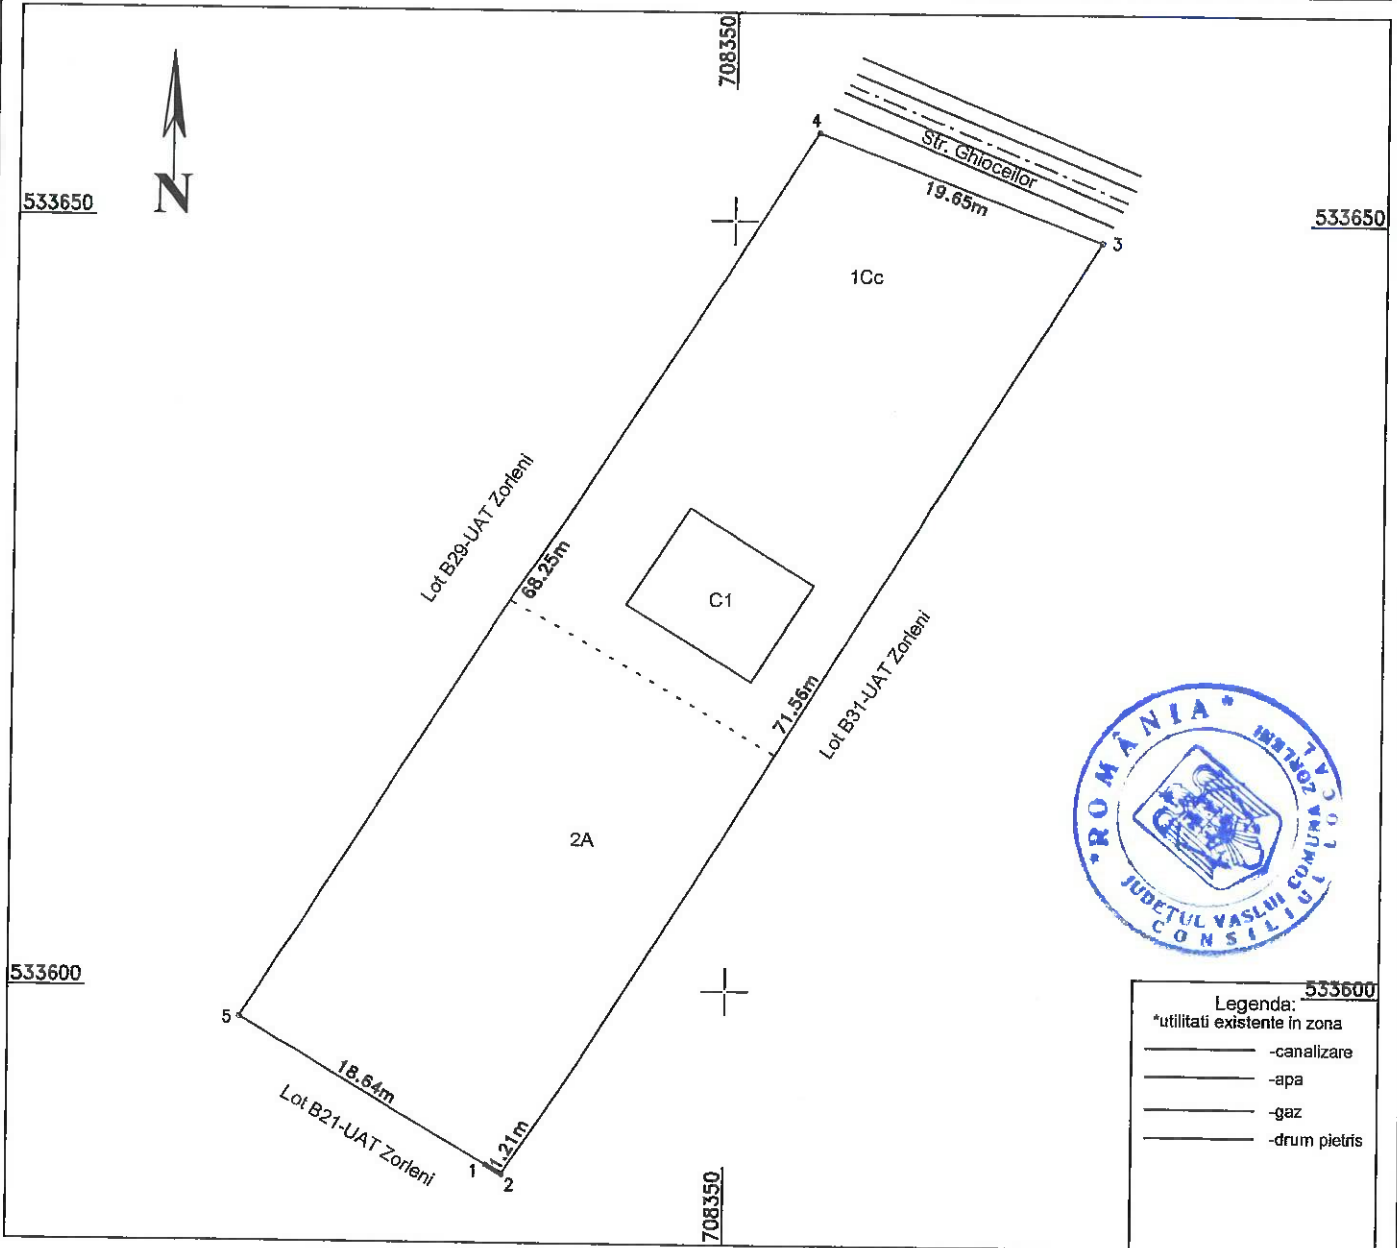 708350
4
Str. Ghioceilor
19.65m
N
533650
533650
3
1Cc
Lot B29-UAT Zorleni
68.25m
C1
71.56m
Lot B31-UAT Zorleni
*ROMÂNIA*
JUDEŢUL VASLUI COMUNA ZORLENI
CONSILIUL LOCAL
2A
533600
533600
5
18.64m
Lot B21-UAT Zorleni
1.21m
1
2
708350
Legenda:
*utilitati existente in zona
-canalizare
-apa
-gaz
-drum pietris